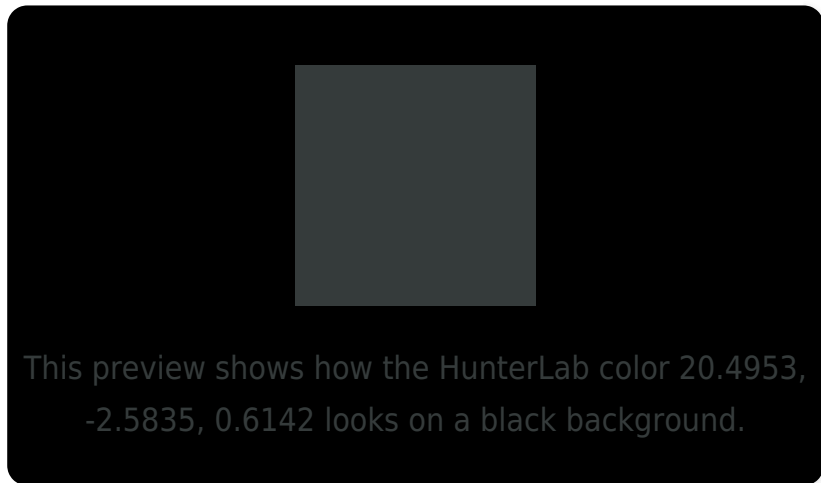 This preview shows how the HunterLab color 20.4953,
-2.5835, 0.6142 looks on a black background.